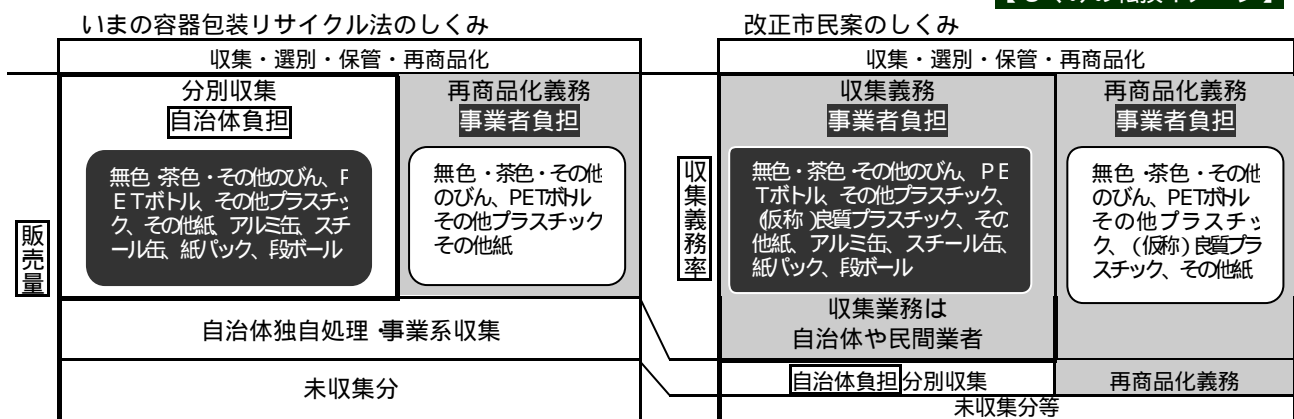 いまの容器包装リサイクル法のしくみ
収集・選別・保管・再商品化
分別収集
自治体負担
無色・茶色・その他のびん、P
ETボトル、その他プラスチッ
ク、その他紙、アルミ缶、スチ
ール缶、紙パック、段ボール
再商品化義務
事業者負担
無色・茶色・その他
のびん、PETボトル
その他プラスチック
その他紙
販売量
自治体独自処理・事業系収集
未収集分
改正市民案のしくみ
収集・選別・保管・再商品化
収集義務
事業者負担
無色・茶色・その他のびん、PE
Tボトル、その他プラスチック、
(仮称)良質プラスチック、その
他紙、アルミ缶、スチール缶、
紙パック、段ボール
収集業務は
自治体や民間業者
再商品化義務
事業者負担
無色・茶色・その他
のびん、PETボトル
その他プラスチッ
ク、(仮称)良質プラ
スチック、その他紙
収集義務率
自治体負担分別収集
再商品化義務
未収集分等